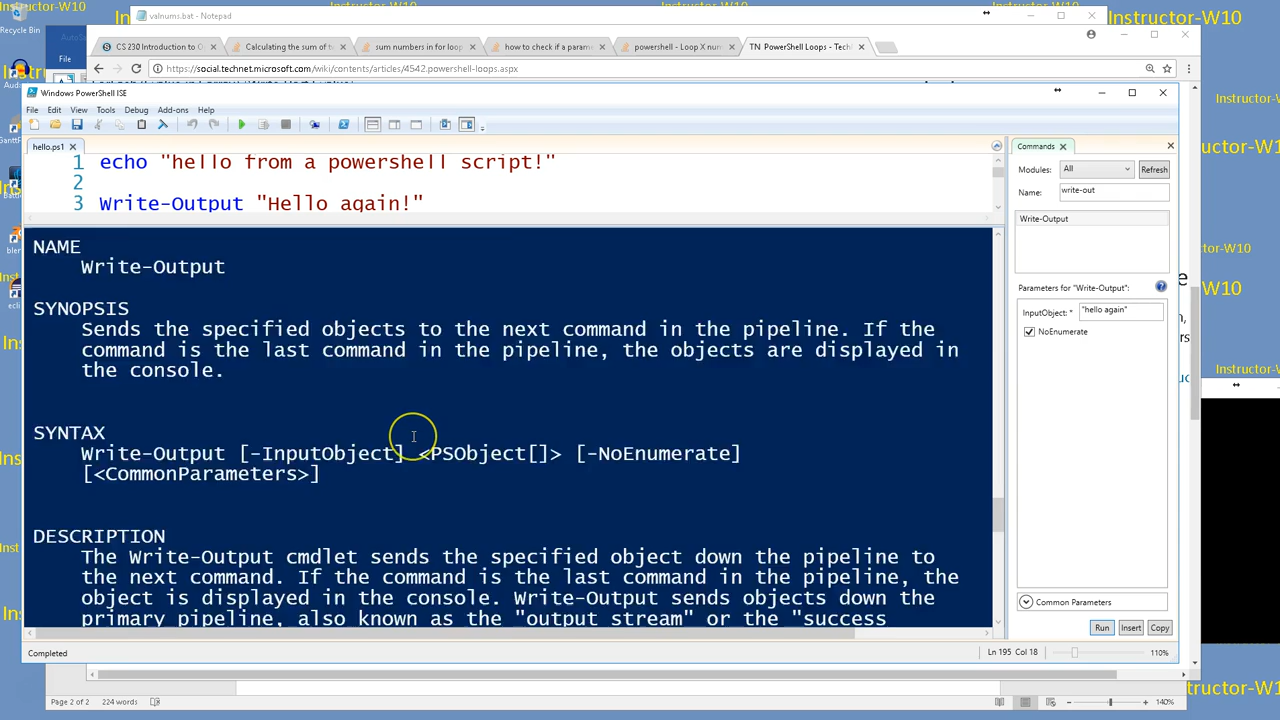 Instructor-W10
valnums.bat - Notepad
Recycle Bin
CS 230 Introduction to C
Calculating the sum of t
sum numbers in for loop
how to check if a param
powershell - Loop X num
TN PowerShell Loops - Tech
File
https://social.technet.microsoft.com/wiki/contents/articles/4542.powershell-loops.aspx
Windows PowerShell ISE
File Edit View Tools Debug Add-ons Help
hello.ps1
1 echo "hello from a powershell script!"
2
3 Write-Output "Hello again!"
NAME
Write-Output
SYNOPSIS
Sends the specified objects to the next command in the pipeline. If the
command is the last command in the pipeline, the objects are displayed in
the console.
SYNTAX
Write-Output [-InputObject] <PSObject[]> [-NoEnumerate]
[<CommonParameters>]
DESCRIPTION
The Write-Output cmdlet sends the specified object down the pipeline to
the next command. If the command is the last command in the pipeline, the
object is displayed in the console. Write-Output sends objects down the
primary pipeline, also known as the "output stream" or the "success
Completed
Ln 195 Col 18
110%
Commands
Modules: All Refresh
Name: write-out
Write-Output
Parameters for "Write-Output":
InputObject: * "hello again"
NoEnumerate
Common Parameters
Run Insert Copy
Instructor-W10
Instructor-W10
Page 2 of 2 224 words
140%